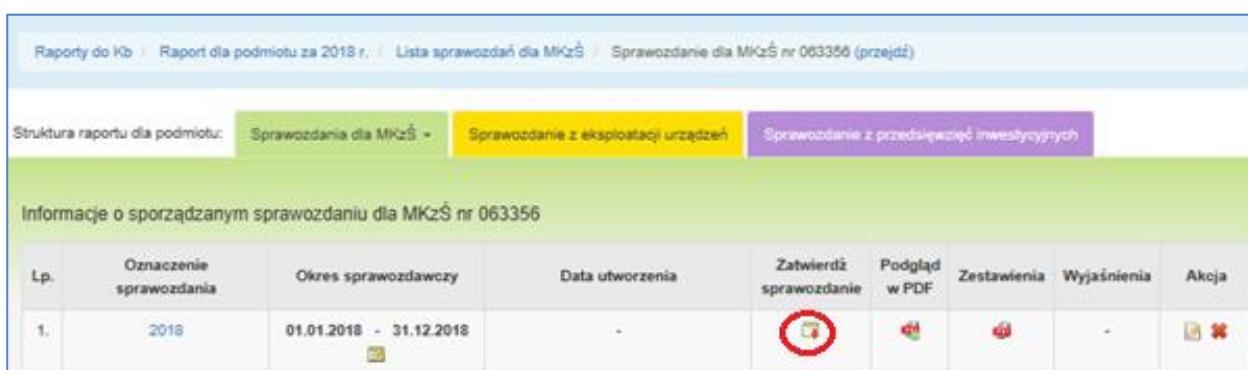 Raporty do Kb / Raport dla podmiotu za 2018 r. / Lista sprawozdań dla MKzŚ / Sprawozdanie dla MKzŚ nr 063356 (przejdź)
Struktura raportu dla podmiotu: Sprawozdania dla MKzŚ Sprawozdanie z eksploatacji urządzeń Sprawozdanie z przedsięwzięć inwestycyjnych
Informacje o sporządzanym sprawozdaniu dla MKzŚ nr 063356
Lp. Oznaczenie sprawozdania Okres sprawozdawczy Data utworzenia Zatwierdź sprawozdanie Podgląd w PDF Zestawienia Wyjaśnienia Akcja
1. 2018 01.01.2018 - 31.12.2018 - -